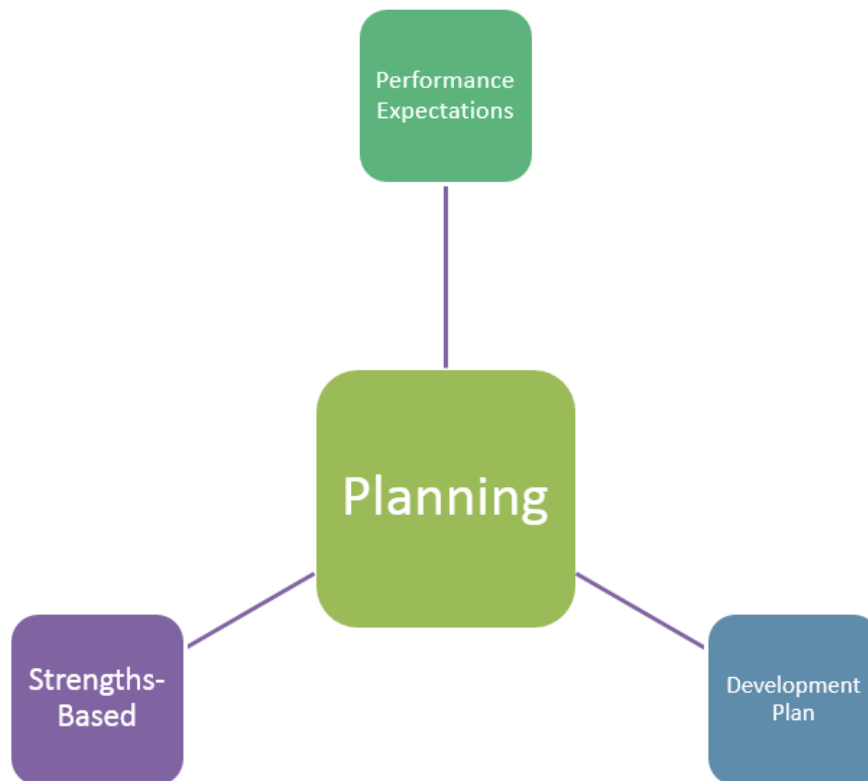 Performance
Expectations
Planning
Strengths-
Based
Development
Plan